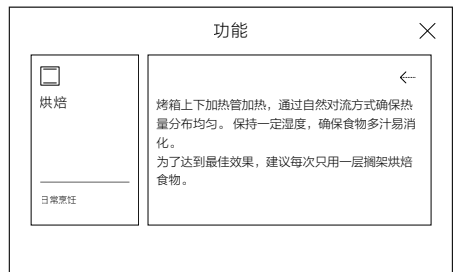 功能
烘焙
日常烹饪
烤箱上下加热管加热，通过自然对流方式确保热
量分布均匀。 保持一定湿度，确保食物多汁易消
化。
为了达到最佳效果，建议每次只用一层搁架烘焙
食物。